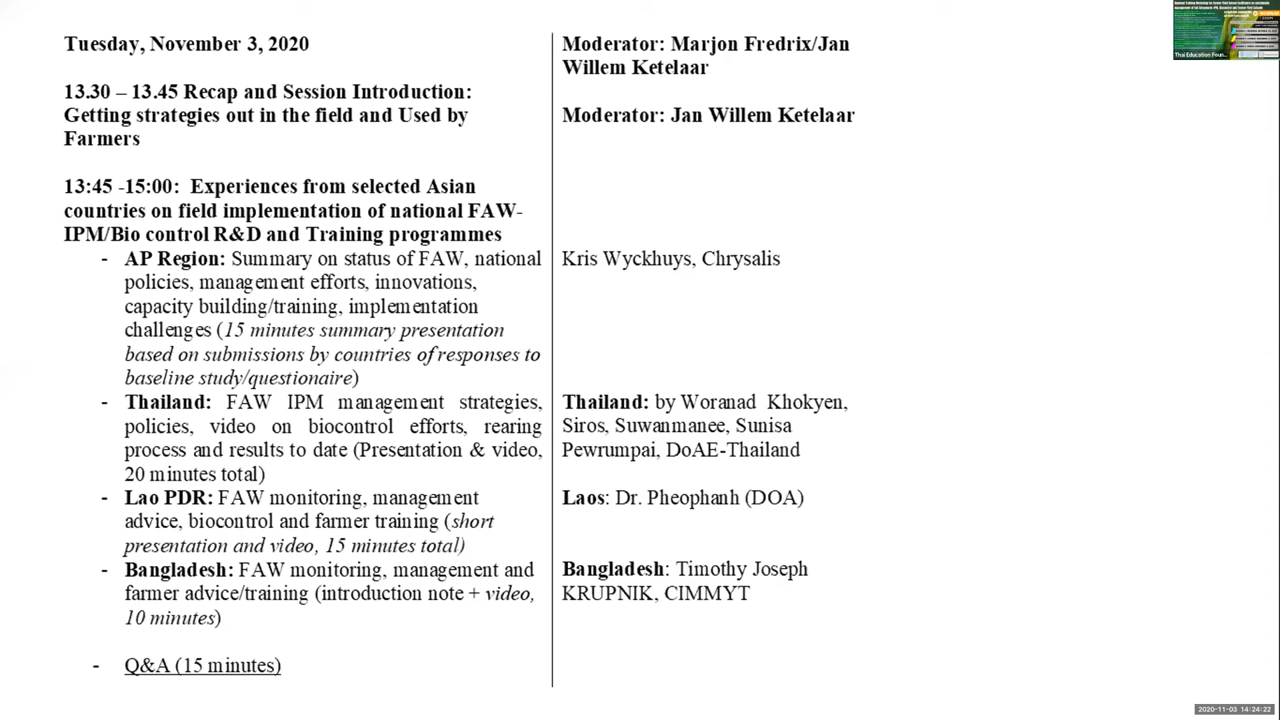 Tuesday, November 3, 2020
13.30 – 13.45 Recap and Session Introduction:
Getting strategies out in the field and Used by
Farmers
13:45 -15:00: Experiences from selected Asian
countries on field implementation of national FAW-
IPM/Bio control R&D and Training programmes
- AP Region: Summary on status of FAW, national
policies, management efforts, innovations,
capacity building/training, implementation
challenges (15 minutes summary presentation
based on submissions by countries of responses to
baseline study/questionaire)
- Thailand: FAW IPM management strategies,
policies, video on biocontrol efforts, rearing
process and results to date (Presentation & video,
20 minutes total)
- Lao PDR: FAW monitoring, management
advice, biocontrol and farmer training (short
presentation and video, 15 minutes total)
- Bangladesh: FAW monitoring, management and
farmer advice/training (introduction note + video,
10 minutes)
- Q&A (15 minutes)
Moderator: Marjon Fredrix/Jan
Willem Ketelaar
Moderator: Jan Willem Ketelaar
Kris Wyckhuys, Chrysalis
Thailand: by Woranad Khokyen,
Siros, Suwanmanee, Sunisa
Pewrumpai, DoAE-Thailand
Laos: Dr. Pheophanh (DOA)
Bangladesh: Timothy Joseph
KRUPNIK, CIMMYT
Thai Education Foun...
2020-11-03 14:24:22